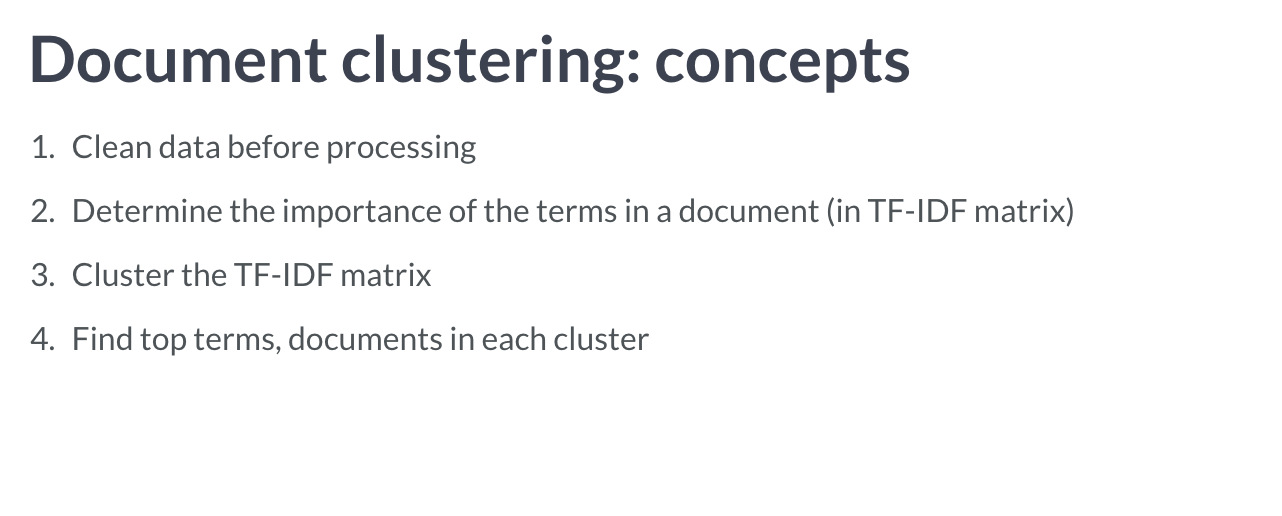 Document clustering: concepts
1. Clean data before processing
2. Determine the importance of the terms in a document (in TF-IDF matrix)
3. Cluster the TF-IDF matrix
4. Find top terms, documents in each cluster